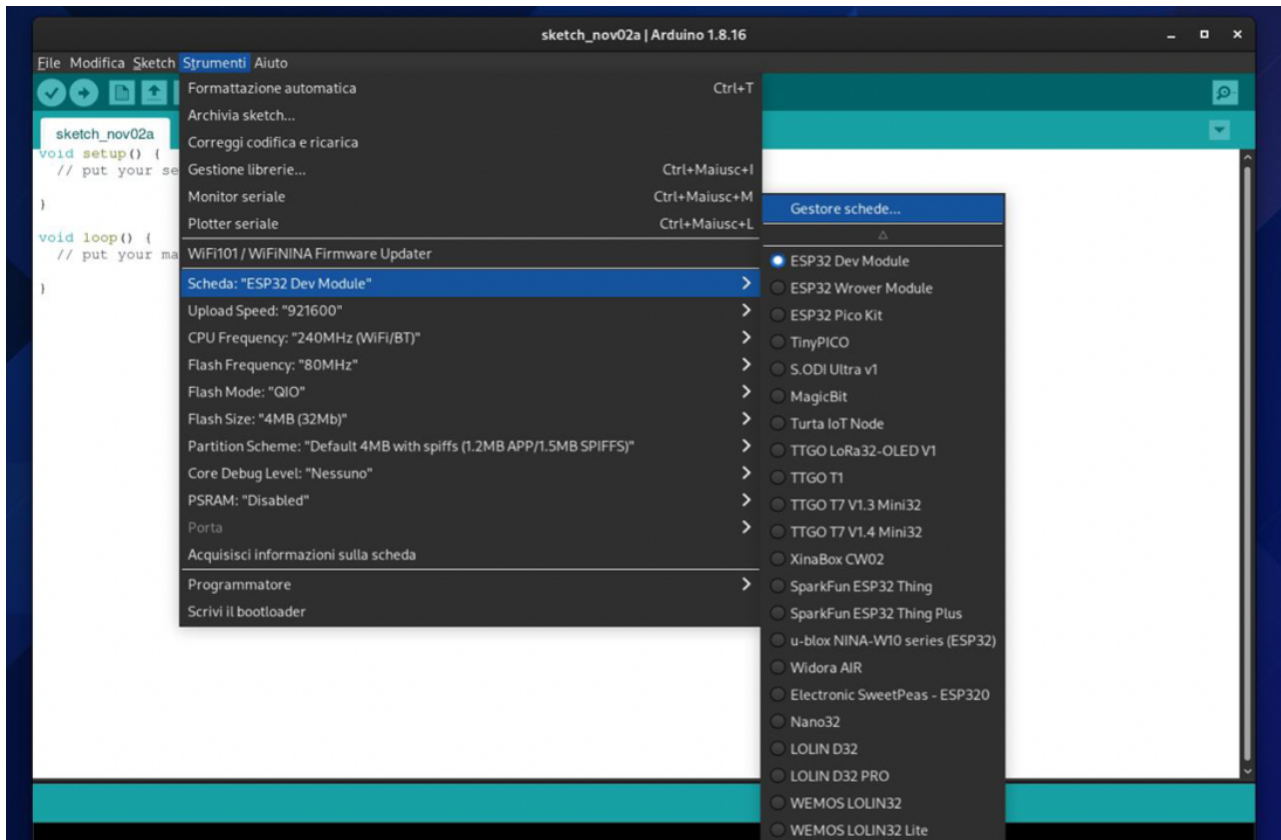 sketch_nov02a | Arduino 1.8.16
File Modifica Sketch Strumenti Aiuto
sketch_nov02a
void setup() {
// put your se
}
void loop() {
// put your ma
}
Formattazione automatica Ctrl+T
Archivia sketch...
Correggi codifica e ricarica
Gestione librerie... Ctrl+Maiusc+I
Monitor seriale Ctrl+Maiusc+M
Plotter seriale Ctrl+Maiusc+L
WiFi101 / WiFiNINA Firmware Updater
Scheda: "ESP32 Dev Module"
Upload Speed: "921600"
CPU Frequency: "240MHz (WiFi/BT)"
Flash Frequency: "80MHz"
Flash Mode: "QIO"
Flash Size: "4MB (32Mb)"
Partition Scheme: "Default 4MB with spiffs (1.2MB APP/1.5MB SPIFFS)"
Core Debug Level: "Nessuno"
PSRAM: "Disabled"
Porta
Acquisisci informazioni sulla scheda
Programmatore
Scrivi il bootloader
Gestore schede...
ESP32 Dev Module
ESP32 Wrover Module
ESP32 Pico Kit
TinyPICO
S.ODI Ultra v1
MagicBit
Turta IoT Node
TTGO LoRa32-OLED V1
TTGO T1
TTGO T7 V1.3 Mini32
TTGO T7 V1.4 Mini32
XinaBox CW02
SparkFun ESP32 Thing
SparkFun ESP32 Thing Plus
u-blox NINA-W10 series (ESP32)
Widora AIR
Electronic SweetPeas - ESP320
Nano32
LOLIN D32
LOLIN D32 PRO
WEMOS LOLIN32
WEMOS LOLIN32 Lite